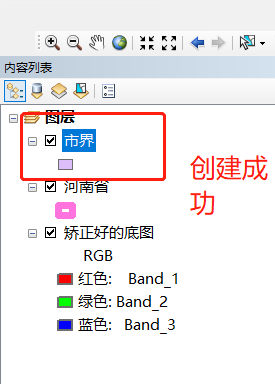 内容列表
图层
市界
河南省
矫正好的底图
RGB
红色: Band_1
绿色: Band_2
蓝色: Band_3
创建成
功